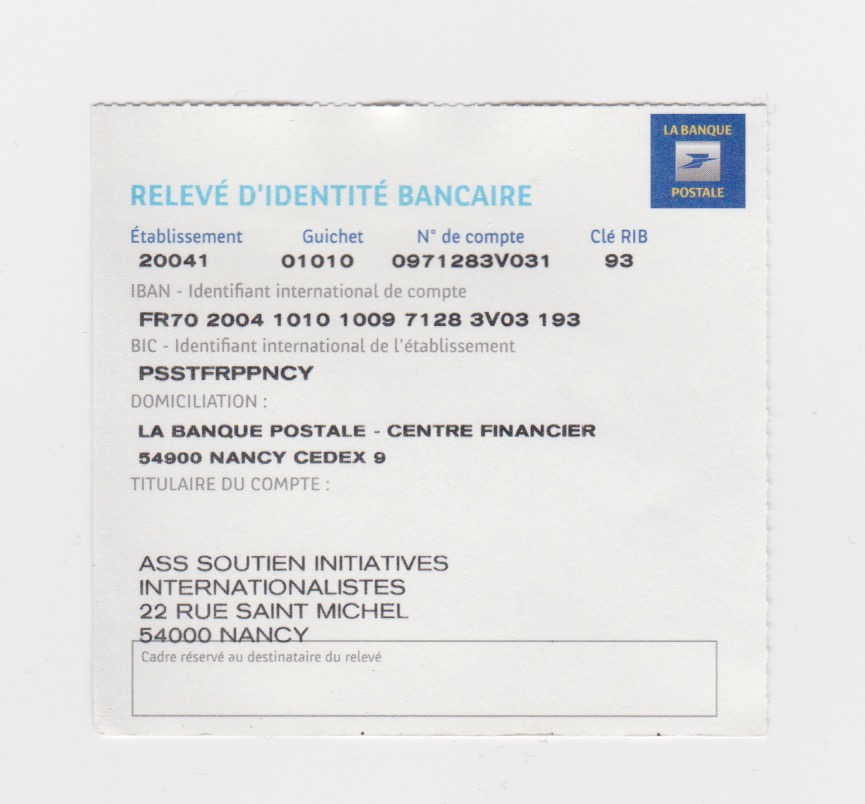 LA BANQUE
POSTALE
RELEVÉ D'IDENTITÉ BANCAIRE
Établissement Guichet N° de compte Clé RIB
20041 01010 0971283V031 93
IBAN - Identifiant international de compte
FR70 2004 1010 1009 7128 3V03 193
BIC - Identifiant international de l'établissement
PSSTFRPPNCY
DOMICILIATION :
LA BANQUE POSTALE - CENTRE FINANCIER
54900 NANCY CEDEX 9
TITULAIRE DU COMPTE :
ASS SOUTIEN INITIATIVES
INTERNATIONALISTES
22 RUE SAINT MICHEL
54000 NANCY
Cadre réservé au destinataire du relevé